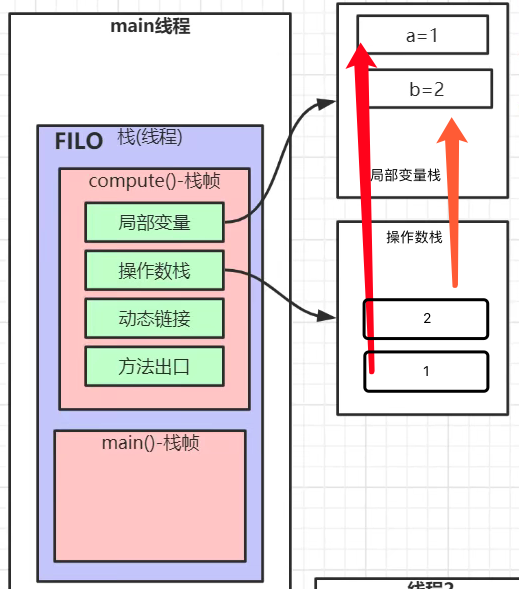 main线程
FILO 栈(线程)
compute()-栈帧
局部变量
操作数栈
动态链接
方法出口
main()-栈帧
a=1
b=2
局部变量栈
操作数栈
2
1
线程2